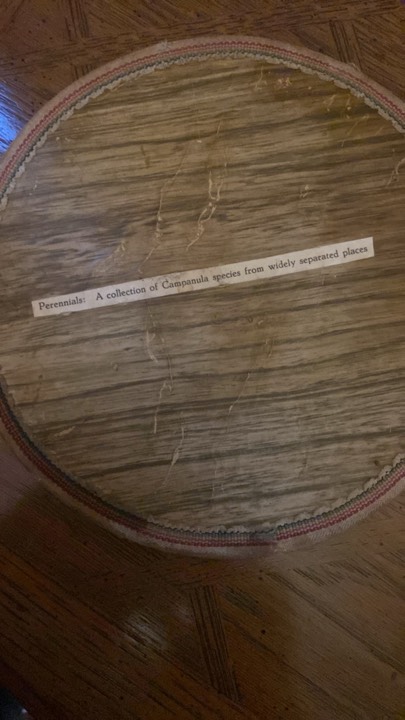 Perennials: A collection of Campanula species from widely separated places